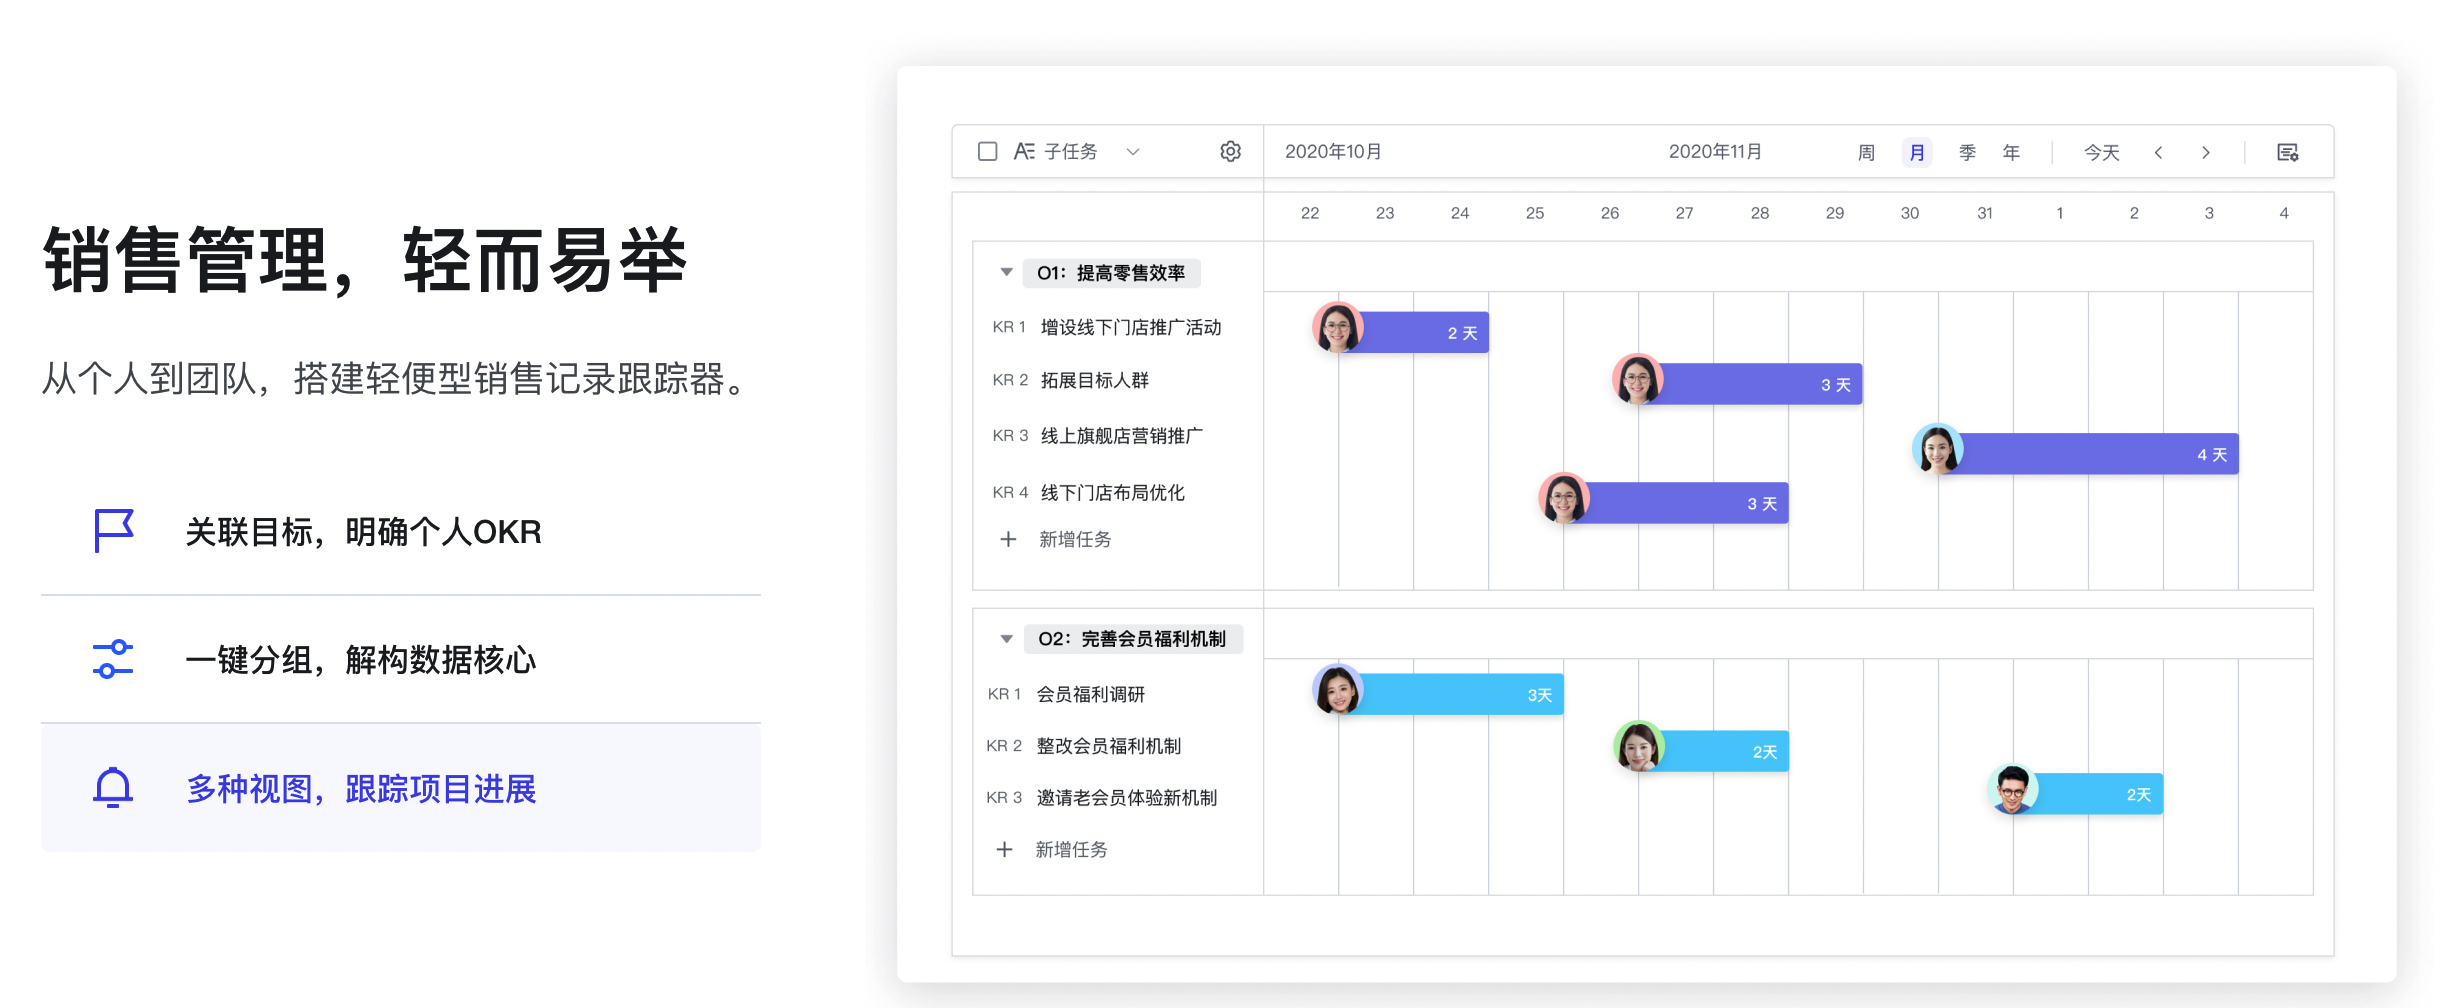 销售管理，轻而易举
从个人到团队，搭建轻便型销售记录跟踪器。
关联目标，明确个人OKR
一键分组，解构数据核心
多种视图，跟踪项目进展
子任务 2020年10月 2020年11月 周 月 季 年 今天
22 23 24 25 26 27 28 29 30 31 1 2 3 4
O1：提高零售效率
KR 1 增设线下门店推广活动 2 天
KR 2 拓展目标人群 3 天
KR 3 线上旗舰店营销推广 4 天
KR 4 线下门店布局优化 3 天
新增任务
O2：完善会员福利机制
KR 1 会员福利调研 3天
KR 2 整改会员福利机制 2天
KR 3 邀请老会员体验新机制 2天
新增任务